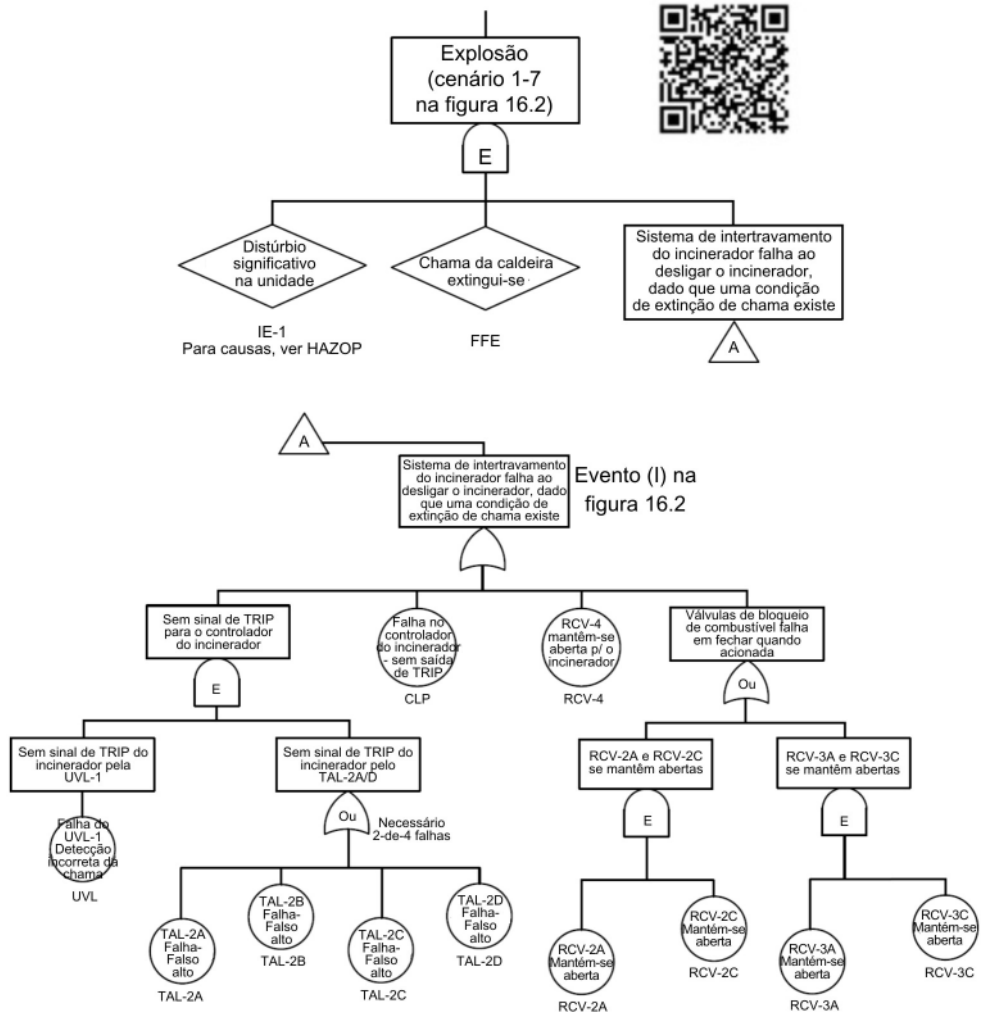 Explosão
(cenário 1-7
na figura 16.2)
E
Distúrbio
significativo
na unidade
IE-1
Para causas, ver HAZOP
Chama da caldeira
extingui-se
FFE
Sistema de intertravamento
do incinerador falha ao
desligar o incinerador,
dado que uma condição
de extinção de chama existe
A
A
Sistema de intertravamento
do incinerador falha ao
desligar o incinerador, dado
que uma condição de
extinção de chama existe
Evento (I) na
figura 16.2
Sem sinal de TRIP
para o controlador
do incinerador
E
Falha no
controlador
do incinerador
- sem saída
de TRIP
CLP
RCV-4
mantêm-se
aberta p/ o
incinerador
RCV-4
Válvulas de bloqueio
de combustível falha
em fechar quando
acionada
Ou
Sem sinal de TRIP do
incinerador pela
UVL-1
Falha do
UVL-1
Detecção
incorreta da
chama
UVL
Sem sinal de TRIP do
incinerador pelo
TAL-2A/D
Ou
Necessário
2-de-4 falhas
TAL-2A
Falha-
Falso
alto
TAL-2A
TAL-2B
Falha-
Falso
alto
TAL-2B
TAL-2C
Falha-
Falso
alto
TAL-2C
TAL-2D
Falha-
Falso
alto
TAL-2D
RCV-2A e RCV-2C
se mantêm abertas
E
RCV-2A
Mantém-se
aberta
RCV-2A
RCV-2C
Mantém-se
aberta
RCV-2C
RCV-3A e RCV-3C
se mantêm abertas
E
RCV-3A
Mantém-se
aberta
RCV-3A
RCV-3C
Mantém-se
aberta
RCV-3C